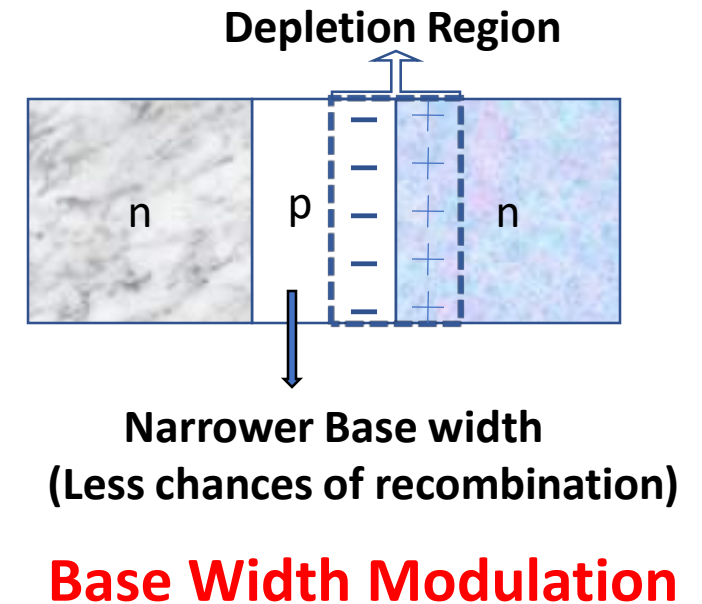 Depletion Region
n
p
n
Narrower Base width
(Less chances of recombination)
Base Width Modulation